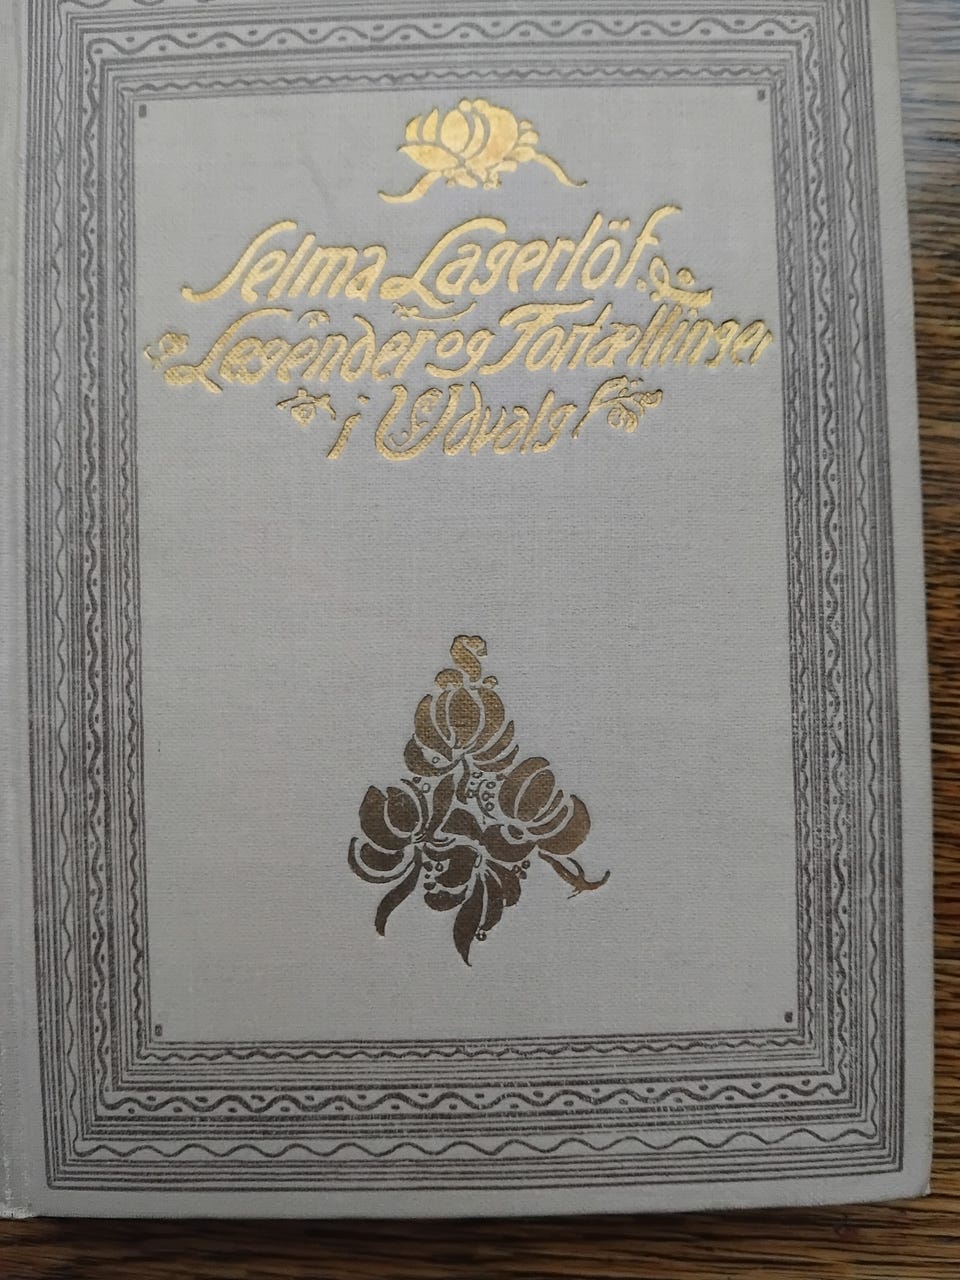 Selma Lagerlöf.
Legender og Fortællinger
i Udvalg